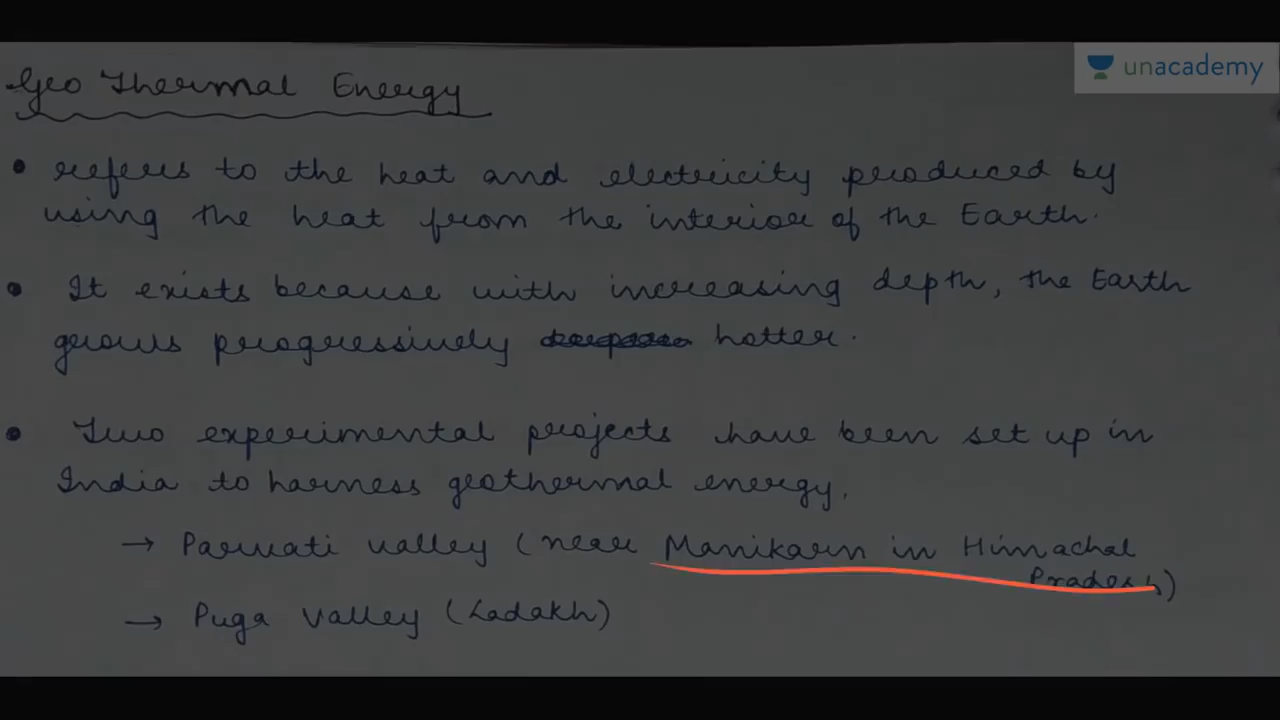 unacademy
Geo Thermal Energy
• refers to the heat and electricity produced by
using the heat from the interior of the Earth.
• It exists because with increasing depth, the Earth
grows progressively hotter.
• Two experimental projects have been set up in
India to harness geothermal energy.
→ Parvati valley (near Manikarn in Himachal
Pradesh)
→ Puga valley (Ladakh)